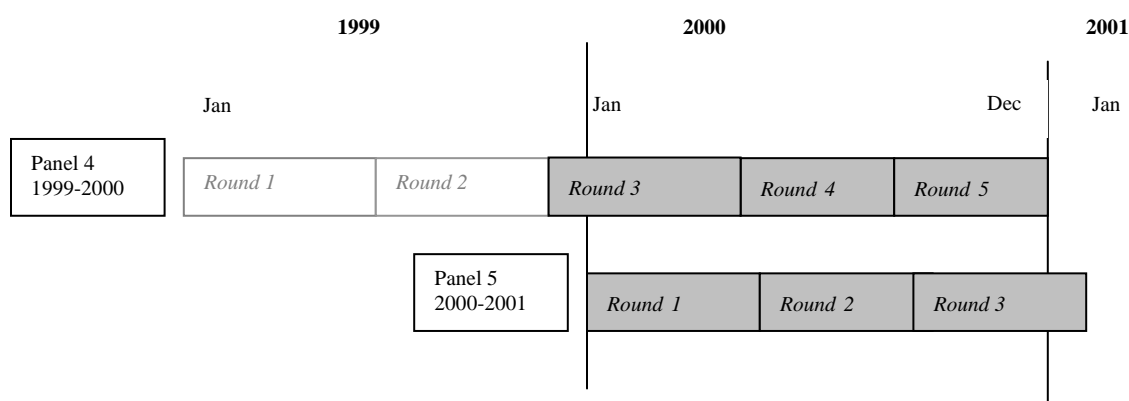 1999 2000 2001
Jan Jan Dec Jan
Panel 4
1999-2000
Round 1 Round 2 Round 3 Round 4 Round 5
Panel 5
2000-2001
Round 1 Round 2 Round 3